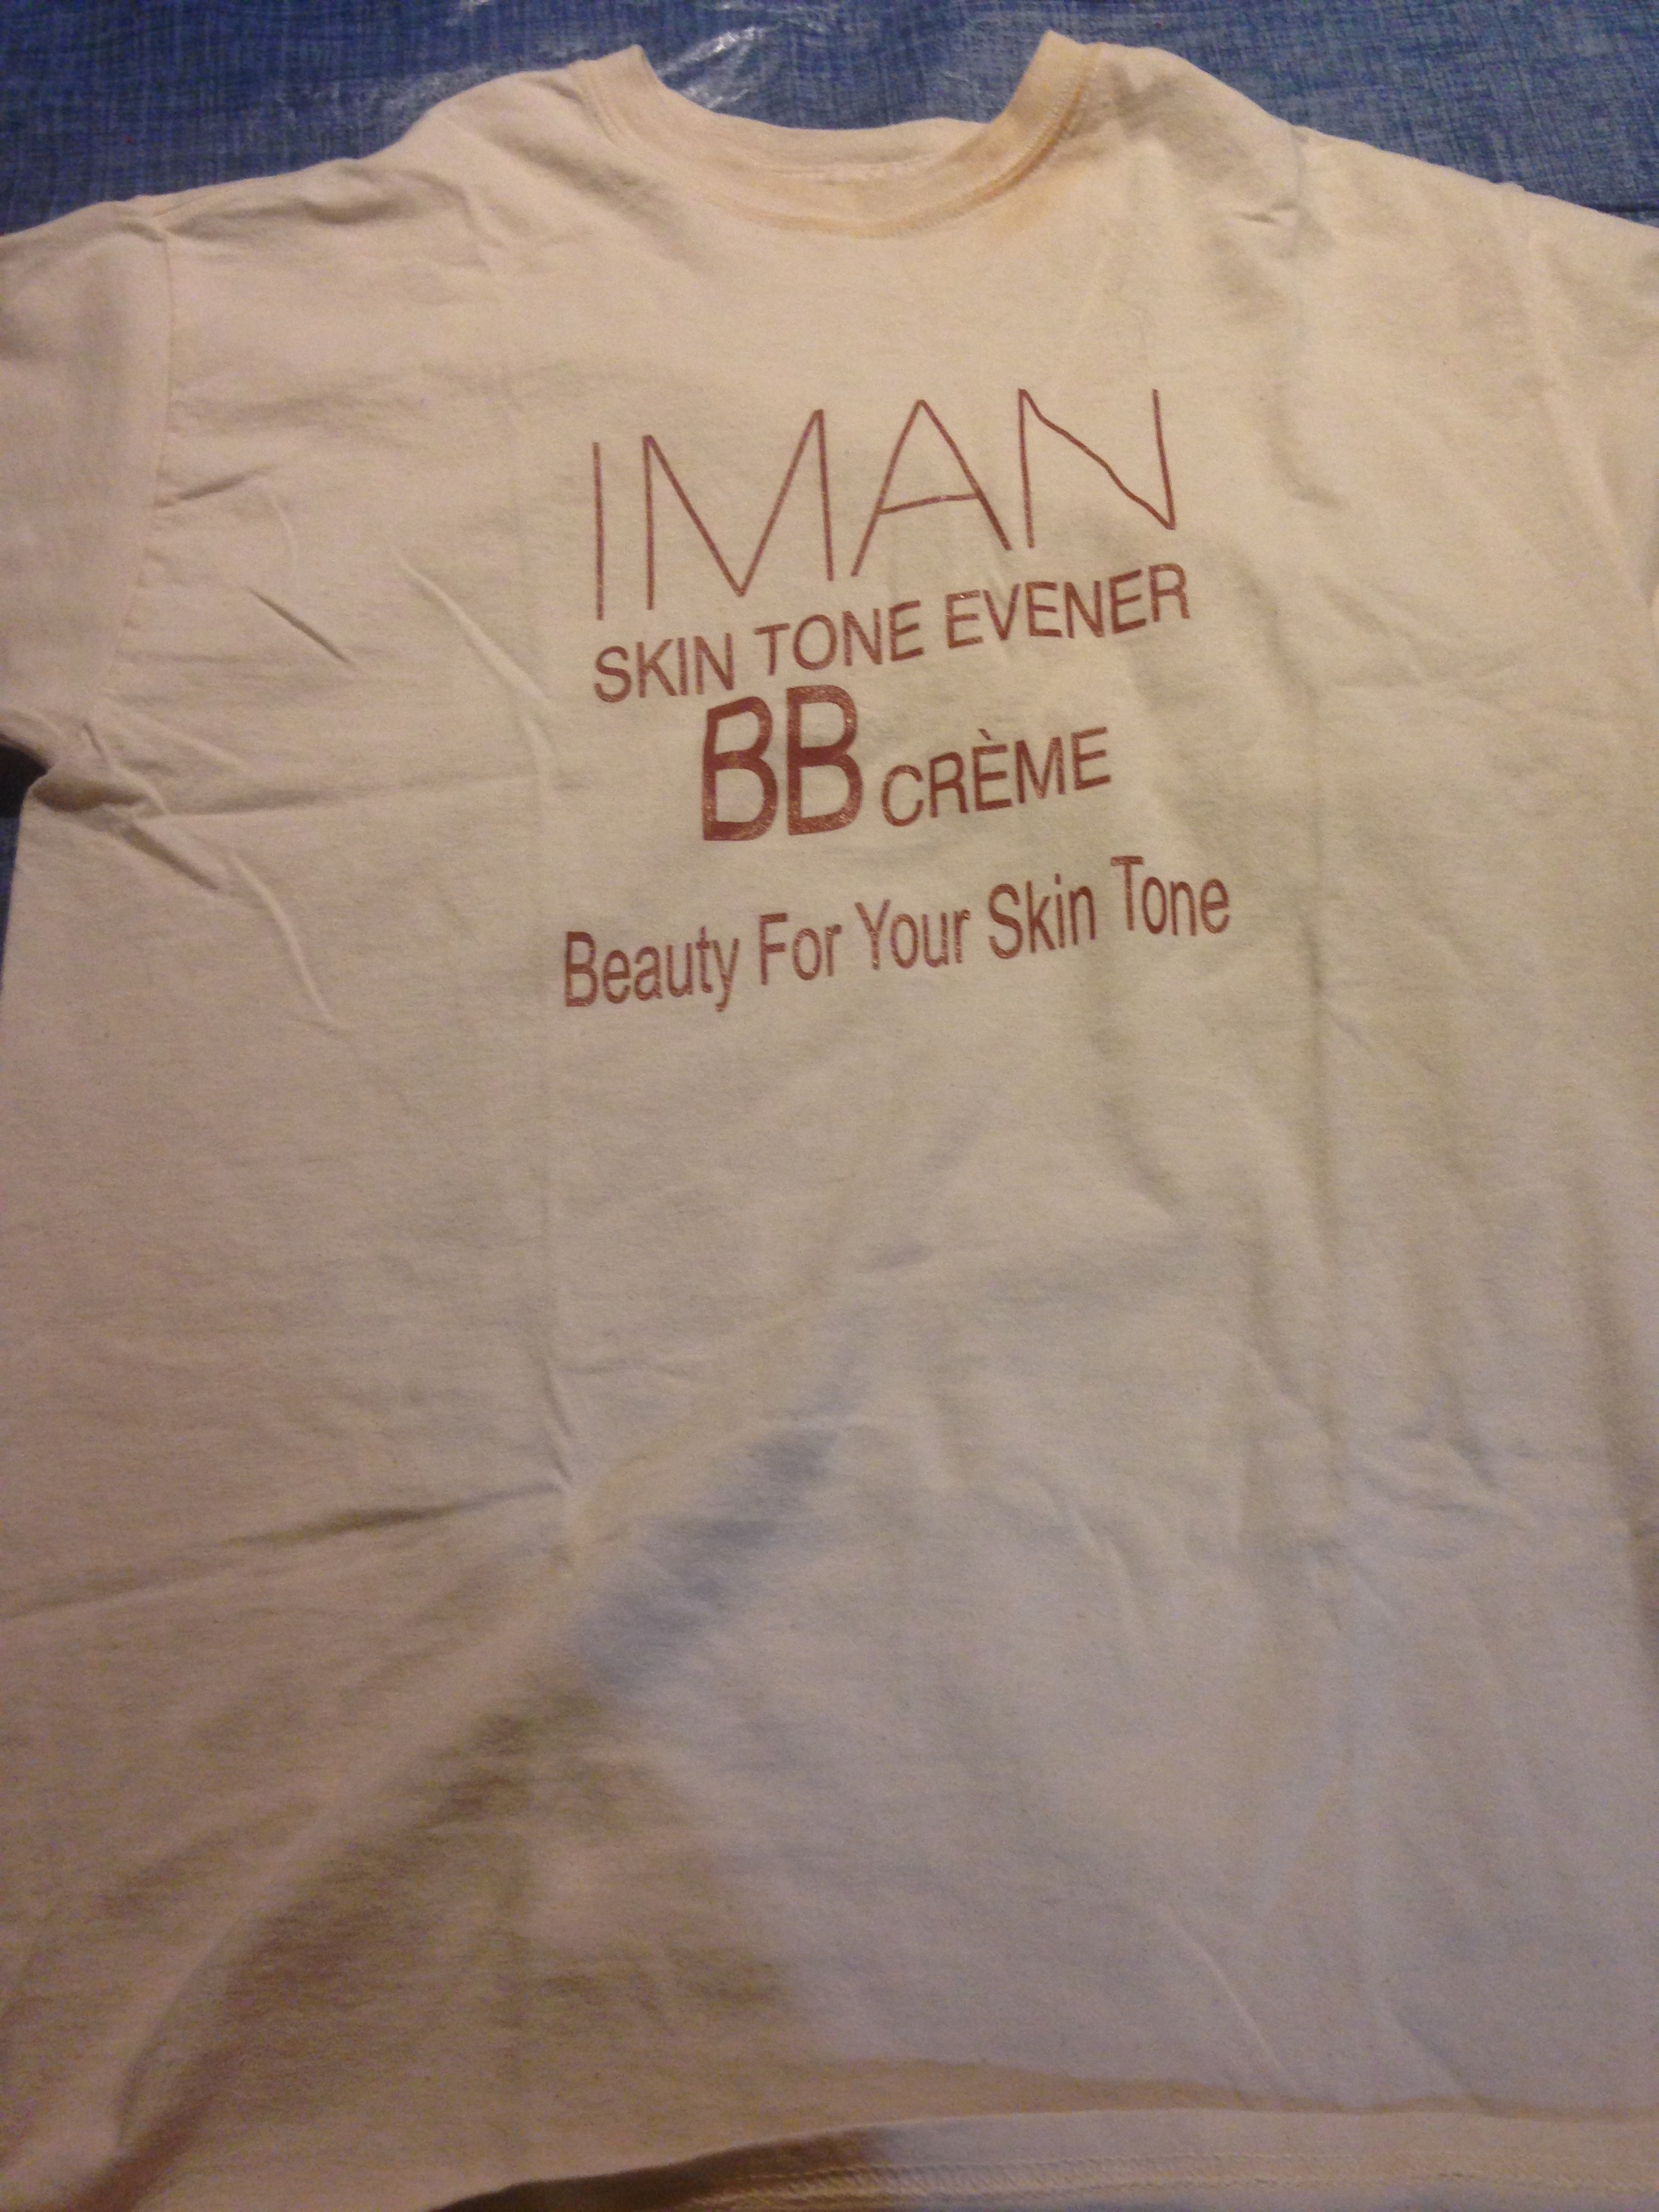 IMAN
SKIN TONE EVENER
BB CRÈME
Beauty For Your Skin Tone